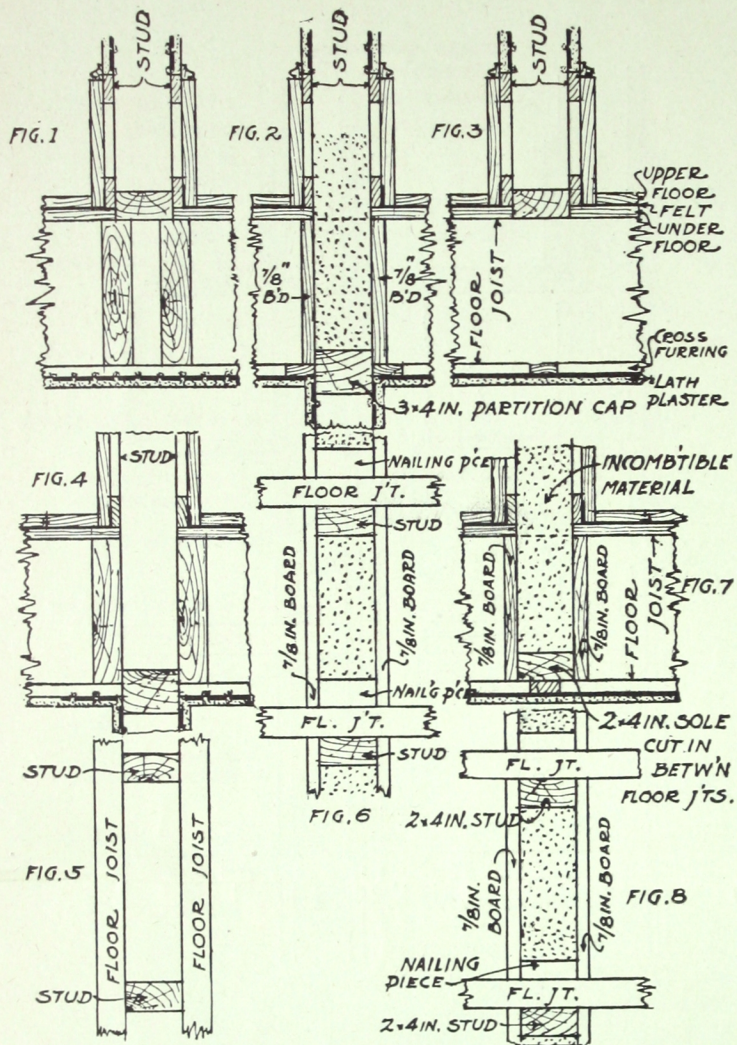 STUD
STUD
STUD
FIG. 1
FIG. 2
FIG. 3
UPPER
FLOOR
FELT
UNDER
FLOOR
7/8"
B'D
7/8"
B'D
FLOOR
JOIST
CROSS
FURRING
LATH
PLASTER
3×4 IN. PARTITION CAP
FIG. 4
STUD
NAILING P'CE
FLOOR J'T.
STUD
7/8 IN. BOARD
7/8 IN. BOARD
NAIL'G P'CE
FL. J'T.
STUD
FIG. 6
INCOMB'TIBLE
MATERIAL
7/8 IN. BOARD
7/8 IN. BOARD
FLOOR
JOIST
FIG. 7
2×4 IN. SOLE
CUT IN
BETW'N
FLOOR J'TS.
STUD
FLOOR JOIST
FLOOR JOIST
FIG. 5
STUD
FL. JT.
2×4 IN. STUD
7/8 IN.
BOARD
7/8 IN. BOARD
FIG. 8
NAILING
PIECE
FL. JT.
2×4 IN. STUD